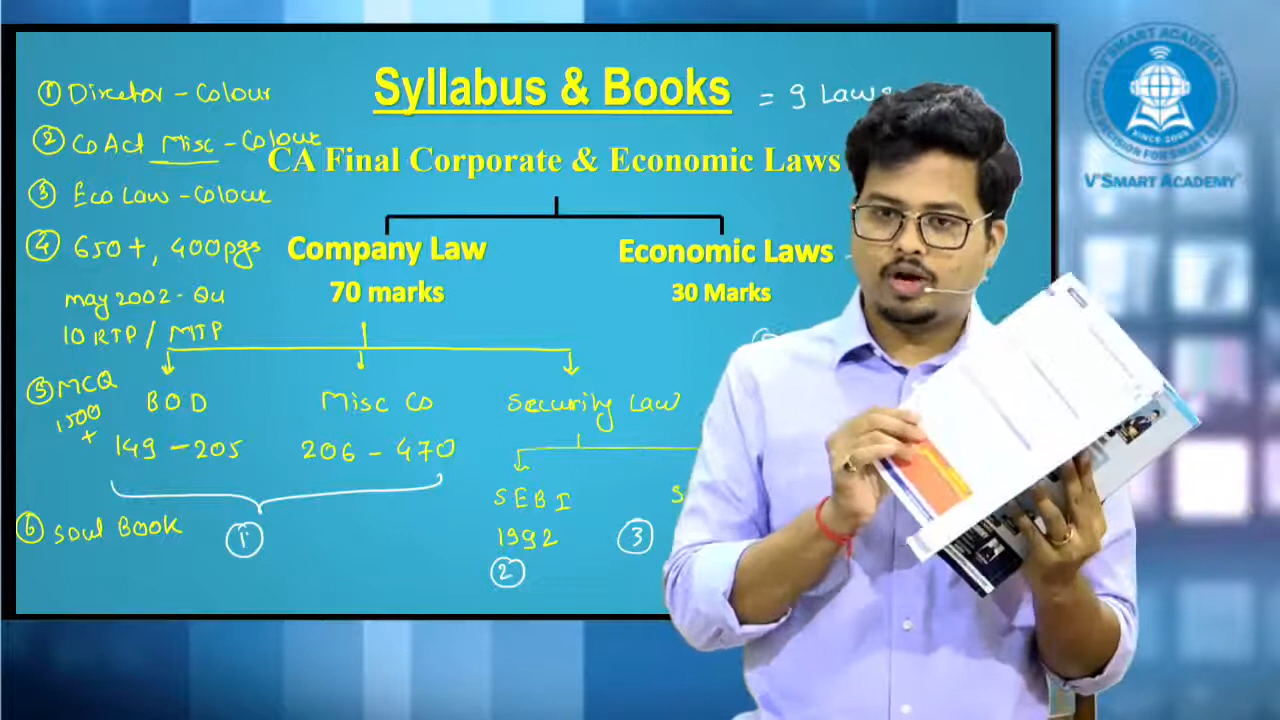 Syllabus & Books
= 9 Laws
CA Final Corporate & Economic Laws
Company Law
70 marks
Economic Laws
30 Marks
① Director - Colour
② Co Act Misc - Colour
③ Eco Law - Colour
④ 650+, 400pgs
may 2002 - Qu
10 RTP / MTP
⑤ MCQ
1500
+
⑥ Soul BOOK
BOD
149 - 205
Misc Co
206 - 470
①
Security Law
SEBI
1992
②
S
③
V'SMART ACADEMY
SINCE 2009
V'SMART ACADEMY